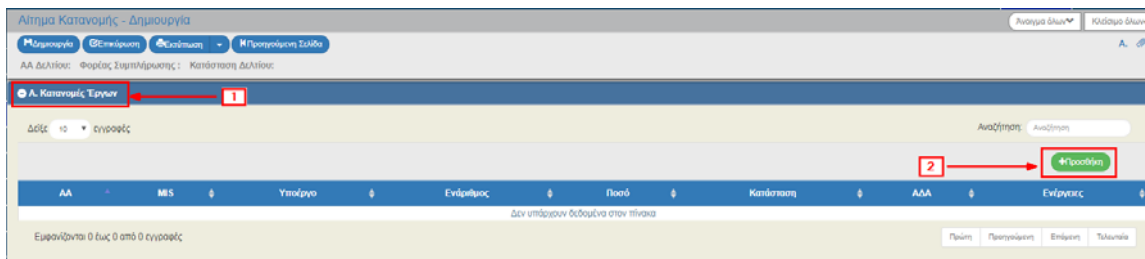 Αίτημα Κατανομής - Δημιουργία
Άνοιγμα όλων Κλείσιμο όλων
Δημιουργία Επικύρωση Εκτύπωση Προηγούμενη Σελίδα
Α.
ΑΑ Δελτίου: Φορέας Συμπλήρωσης : Κατάσταση Δελτίου:
Α. Κατανομές Έργων
1
Δείξε 10 εγγραφές
Αναζήτηση: Αναζήτηση
2
+Προσθήκη
ΑΑ MIS Υποέργο Ενάριθμος Ποσό Κατάσταση ΑΔΑ Ενέργειες
Δεν υπάρχουν δεδομένα στον πίνακα
Εμφανίζονται 0 έως 0 από 0 εγγραφές
Πρώτη Προηγούμενη Επόμενη Τελευταία